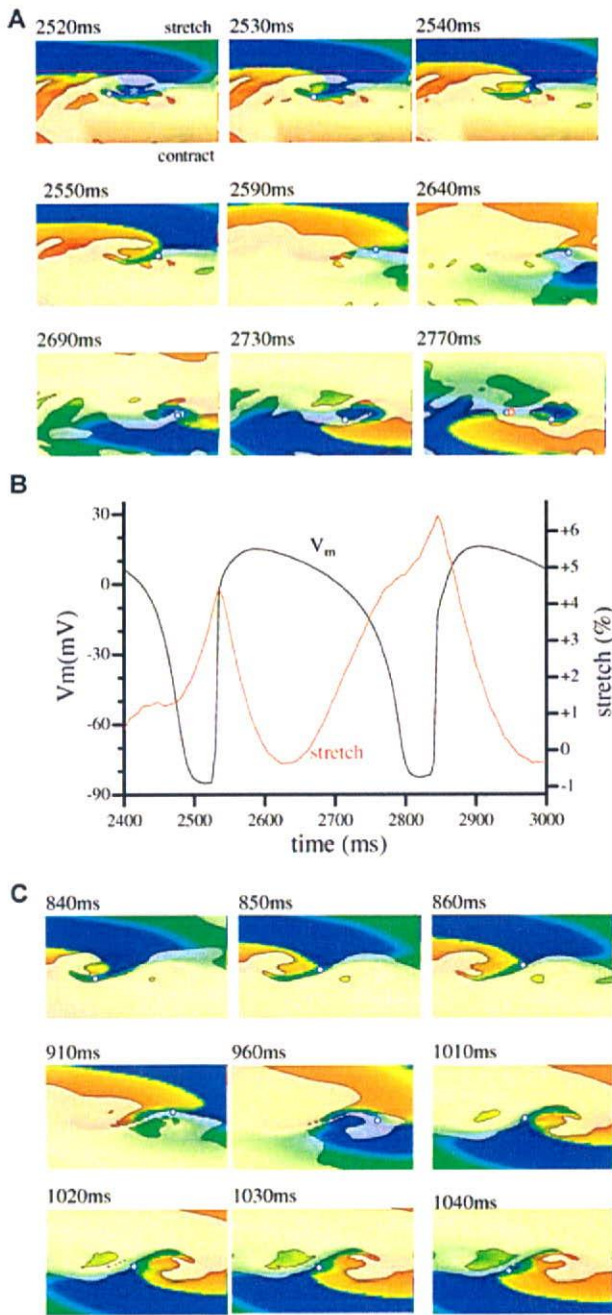 A
2520ms stretch 2530ms 2540ms
contract
2550ms 2590ms 2640ms
2690ms 2730ms 2770ms
B
30
0
-30
-60
-90
Vm(mV)
Vm
stretch
+6
+5
+4
+3
+2
+1
0
-1
stretch (%)
2400 2500 2600 2700 2800 2900 3000
time (ms)
C
840ms 850ms 860ms
910ms 960ms 1010ms
1020ms 1030ms 1040ms